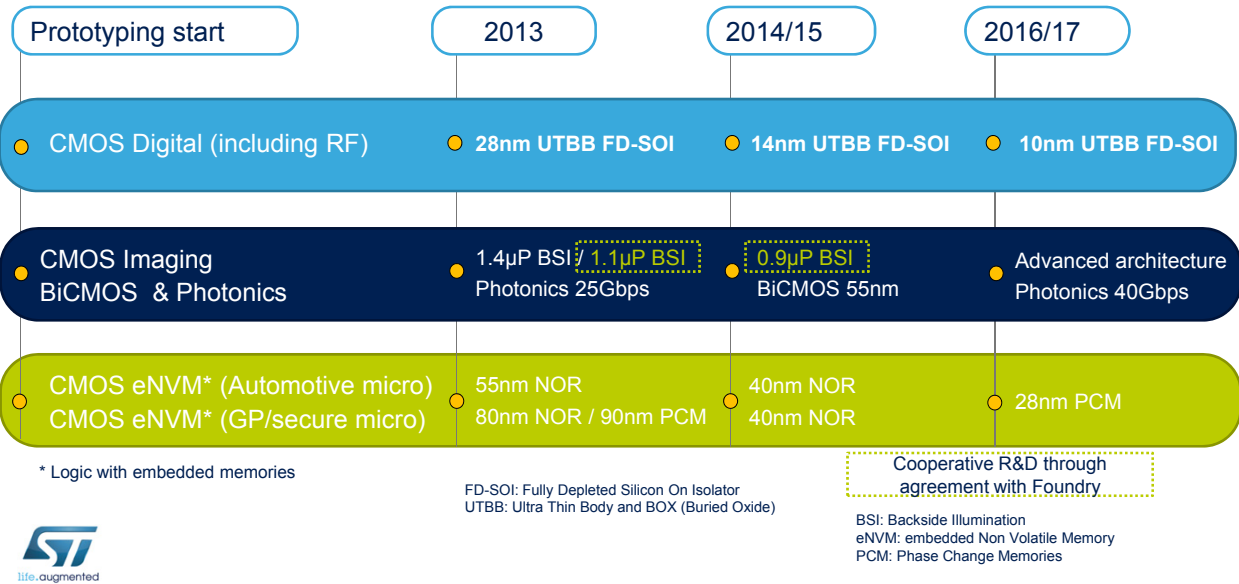 Prototyping start
2013
2014/15
2016/17
CMOS Digital (including RF)
28nm UTBB FD-SOI
14nm UTBB FD-SOI
10nm UTBB FD-SOI
CMOS Imaging
BiCMOS & Photonics
1.4µP BSI / 1.1µP BSI
Photonics 25Gbps
0.9µP BSI
BiCMOS 55nm
Advanced architecture
Photonics 40Gbps
CMOS eNVM* (Automotive micro)
CMOS eNVM* (GP/secure micro)
55nm NOR
80nm NOR / 90nm PCM
40nm NOR
40nm NOR
28nm PCM
* Logic with embedded memories
FD-SOI: Fully Depleted Silicon On Isolator
UTBB: Ultra Thin Body and BOX (Buried Oxide)
Cooperative R&D through
agreement with Foundry
BSI: Backside Illumination
eNVM: embedded Non Volatile Memory
PCM: Phase Change Memories
ST
life.augmented